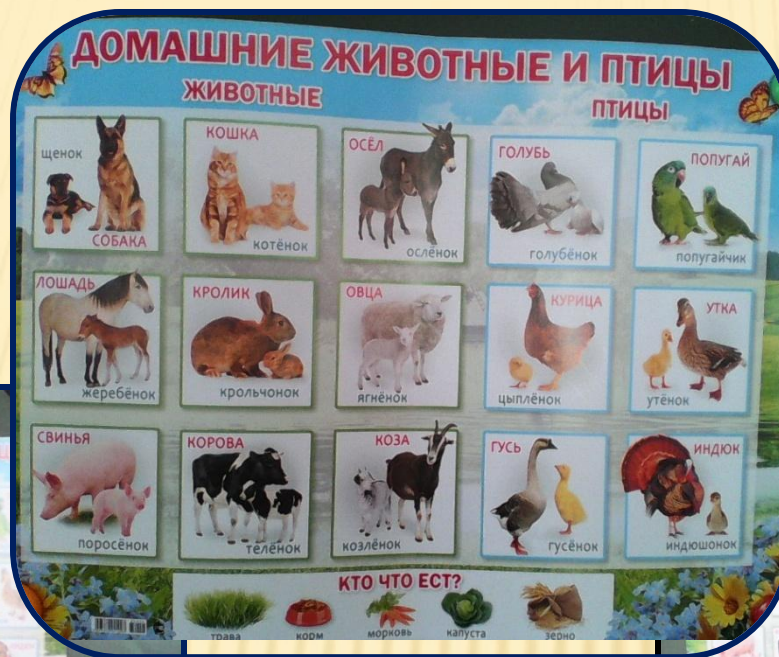 ДОМАШНИЕ ЖИВОТНЫЕ И ПТИЦЫ
ЖИВОТНЫЕ
ПТИЦЫ
щенок
СОБАКА
КОШКА
котёнок
ОСЁЛ
ослёнок
ГОЛУБЬ
голубёнок
ПОПУГАЙ
попугайчик
ЛОШАДЬ
жеребёнок
КРОЛИК
крольчонок
ОВЦА
ягнёнок
КУРИЦА
цыплёнок
УТКА
утёнок
СВИНЬЯ
поросёнок
КОРОВА
телёнок
КОЗА
козлёнок
ГУСЬ
гусёнок
ИНДЮК
индюшонок
КТО ЧТО ЕСТ?
трава
корм
морковь
капуста
зерно